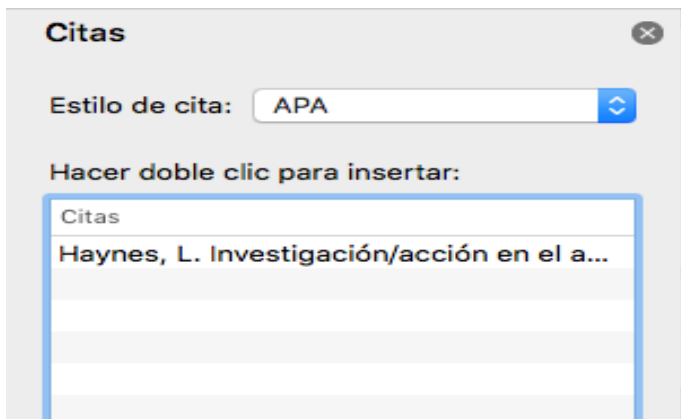 Citas
Estilo de cita: APA
Hacer doble clic para insertar:
Citas
Haynes, L. Investigación/acción en el a...